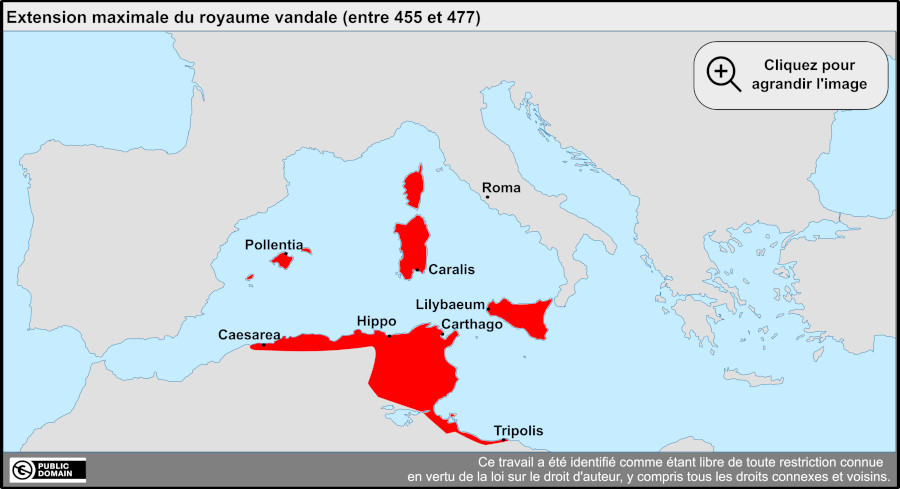 Extension maximale du royaume vandale (entre 455 et 477)
Cliquez pour
agrandir l'image
Roma
Pollentia
Caralis
Lilybaeum
Hippo
Carthago
Caesarea
Tripolis
PUBLIC
DOMAIN
Ce travail a été identifié comme étant libre de toute restriction connue
en vertu de la loi sur le droit d'auteur, y compris tous les droits connexes et voisins.